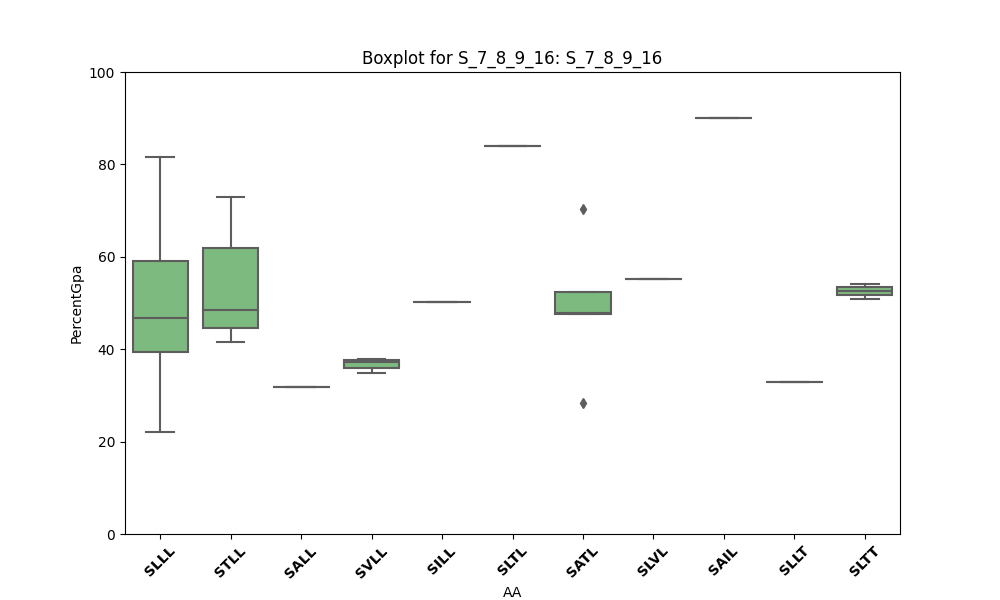 Boxplot for S_7_8_9_16: S_7_8_9_16
100
80
60
40
20
0
PercentGpa
SLLL
STLL
SALL
SVLL
SILL
SLTL
SATL
SLVL
SAIL
SLLT
SLTT
AA